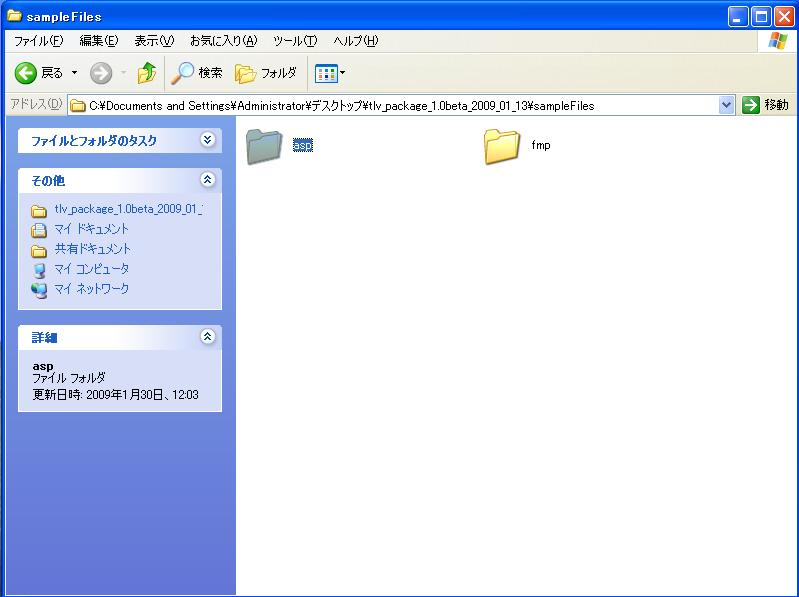 sampleFiles
ファイル(F) 編集(E) 表示(V) お気に入り(A) ツール(T) ヘルプ(H)
戻る 検索 フォルダ
アドレス(D) C:¥Documents and Settings¥Administrator¥デスクトップ¥tlv_package_1.0beta_2009_01_13¥sampleFiles 移動
ファイルとフォルダのタスク
その他
tlv_package_1.0beta_2009_01_
マイ ドキュメント
共有ドキュメント
マイ コンピュータ
マイ ネットワーク
詳細
asp
ファイル フォルダ
更新日時: 2009年1月30日、12:03
asp
fmp